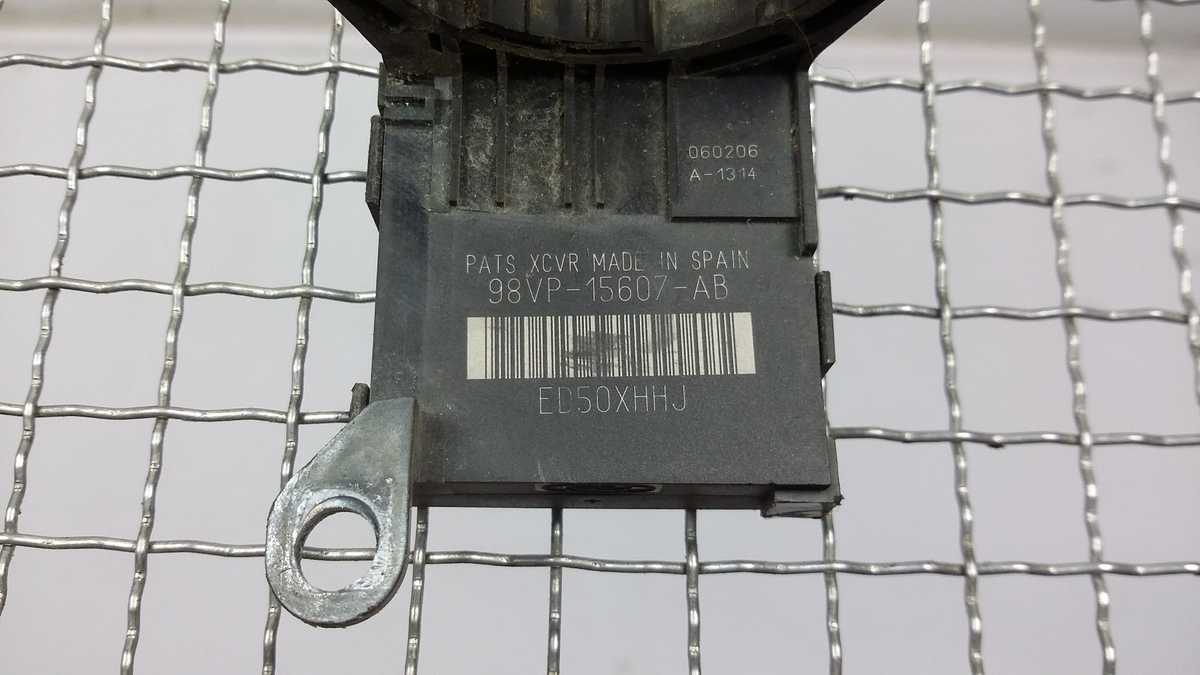 060206
A-1314
PATS XCVR MADE IN SPAIN
98VP-15607-AB
ED50XHHJ